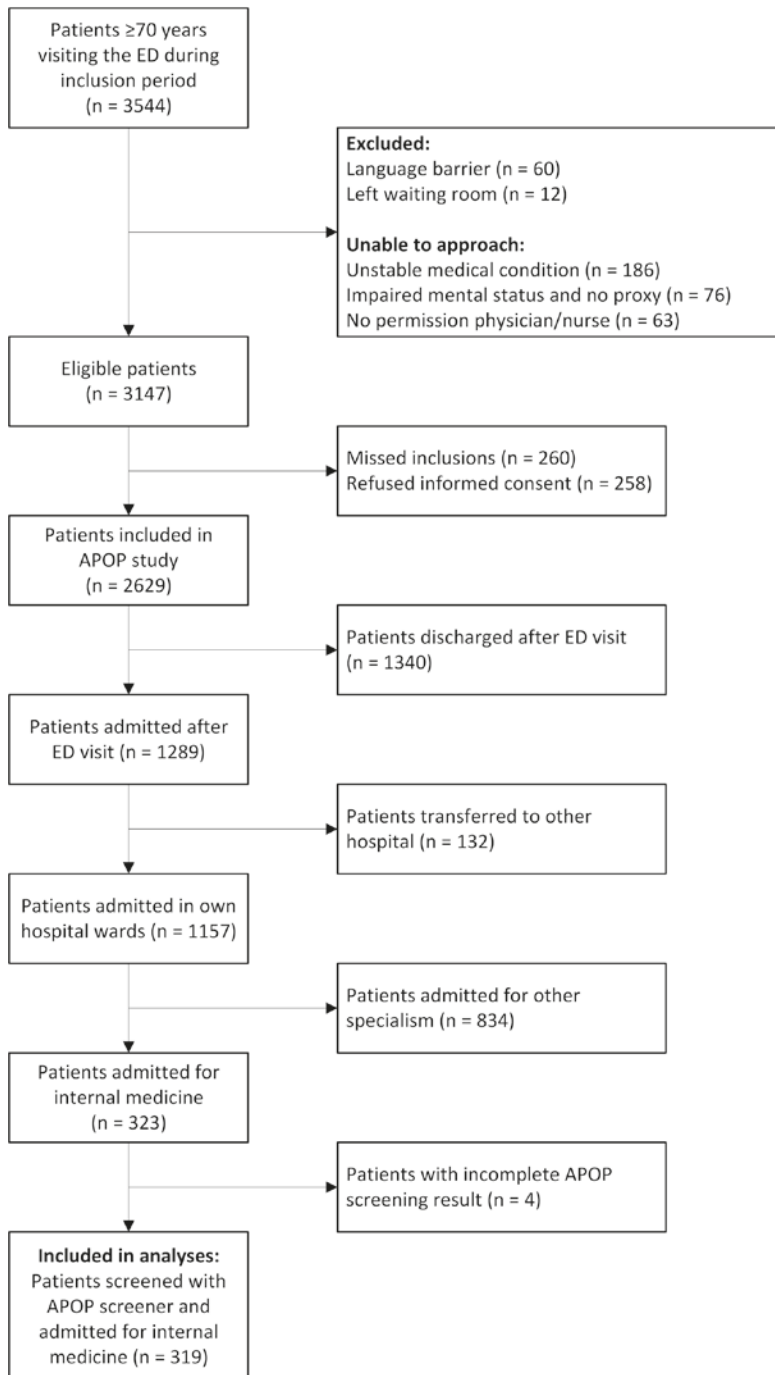 Patients ≥70 years
visiting the ED during
inclusion period
(n = 3544)
Excluded:
Language barrier (n = 60)
Left waiting room (n = 12)
Unable to approach:
Unstable medical condition (n = 186)
Impaired mental status and no proxy (n = 76)
No permission physician/nurse (n = 63)
Eligible patients
(n = 3147)
Missed inclusions (n = 260)
Refused informed consent (n = 258)
Patients included in
APOP study
(n = 2629)
Patients discharged after ED visit
(n = 1340)
Patients admitted after
ED visit (n = 1289)
Patients transferred to other
hospital (n = 132)
Patients admitted in own
hospital wards (n = 1157)
Patients admitted for other
specialism (n = 834)
Patients admitted for
internal medicine
(n = 323)
Patients with incomplete APOP
screening result (n = 4)
Included in analyses:
Patients screened with
APOP screener and
admitted for internal
medicine (n = 319)